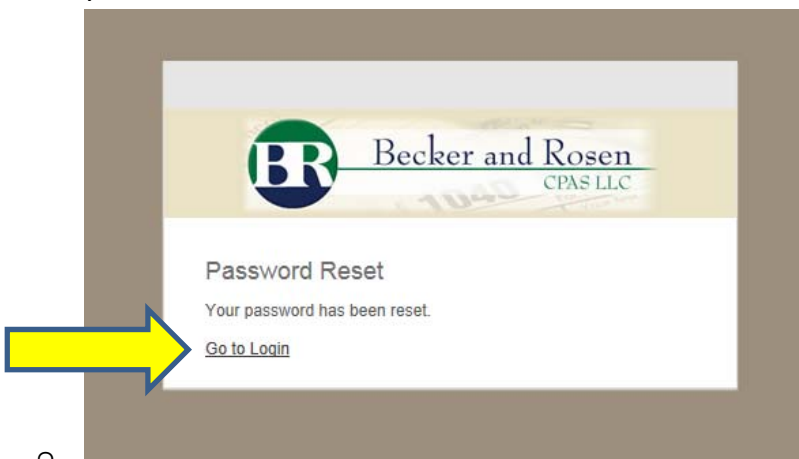 BR
Becker and Rosen
CPAS LLC
1040
Password Reset
Your password has been reset.
Go to Login